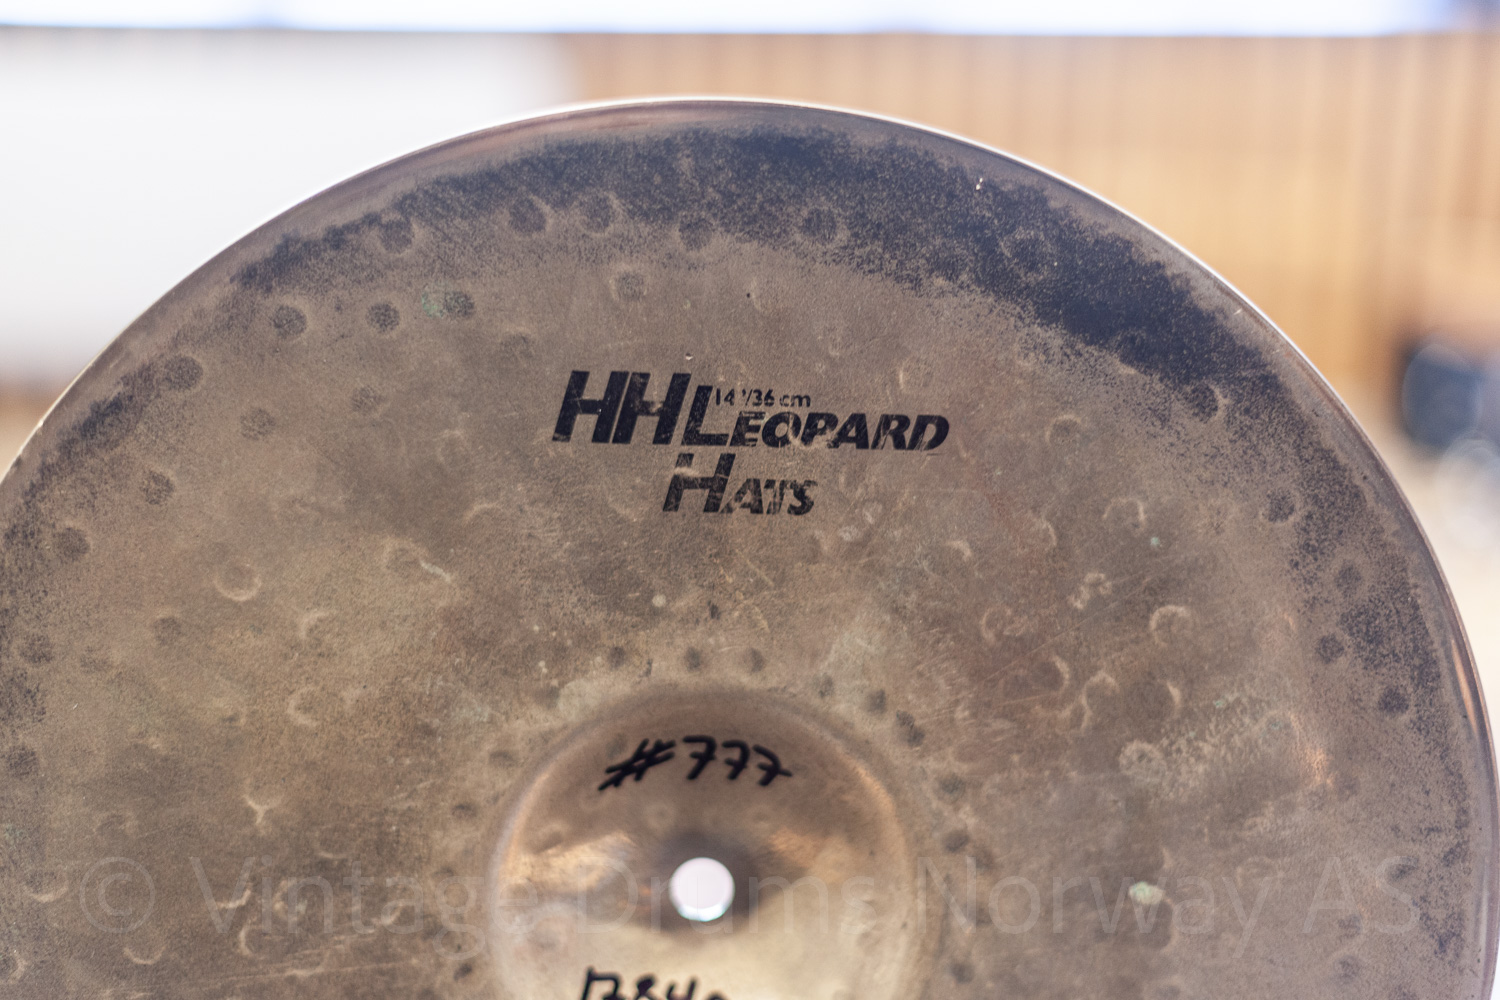 HH LEOPARD
14"/36 cm
HATS
#777
© Vintage Drums Norway AS